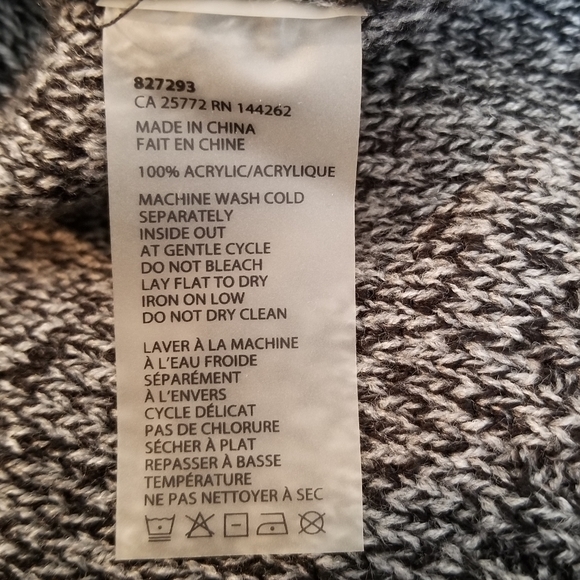 827293
CA 25772 RN 144262
MADE IN CHINA
FAIT EN CHINE
100% ACRYLIC/ACRYLIQUE
MACHINE WASH COLD
SEPARATELY
INSIDE OUT
AT GENTLE CYCLE
DO NOT BLEACH
LAY FLAT TO DRY
IRON ON LOW
DO NOT DRY CLEAN
LAVER À LA MACHINE
À L'EAU FROIDE
SÉPARÉMENT
À L'ENVERS
CYCLE DÉLICAT
PAS DE CHLORURE
SÉCHER À PLAT
REPASSER À BASSE
TEMPÉRATURE
NE PAS NETTOYER À SEC